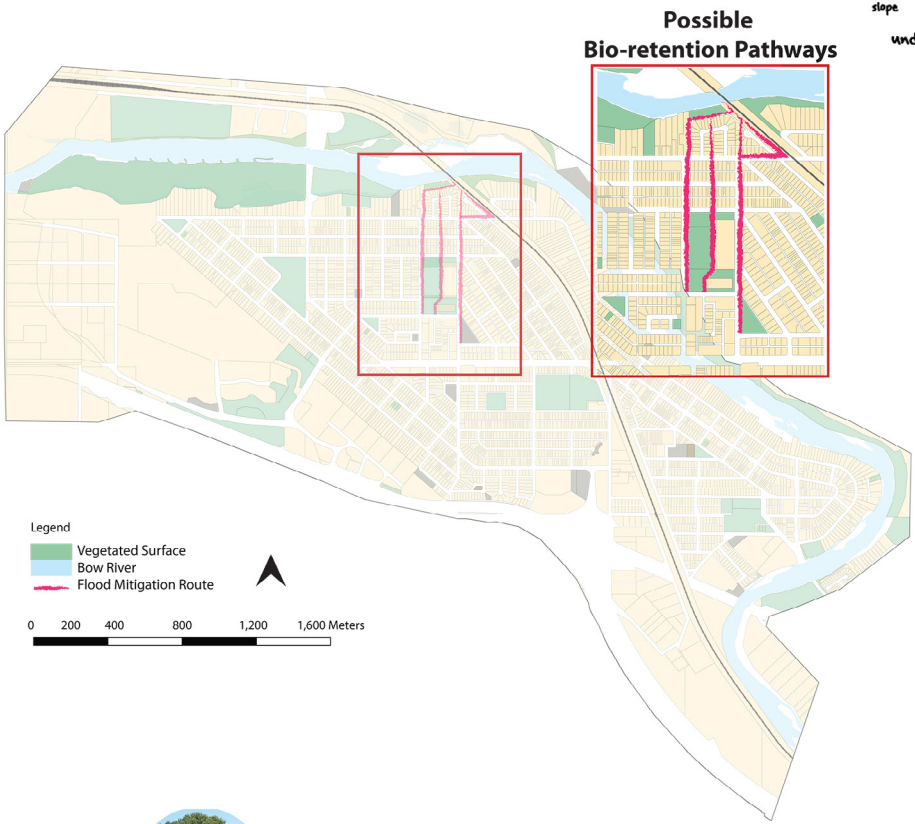 slope
Possible
Bio-retention Pathways
Legend
Vegetated Surface
Bow River
Flood Mitigation Route
0 200 400 800 1,200 1,600 Meters